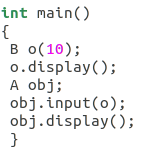 int main()
{
B o(10);
o.display();
A obj;
obj.input(o);
obj.display();
}